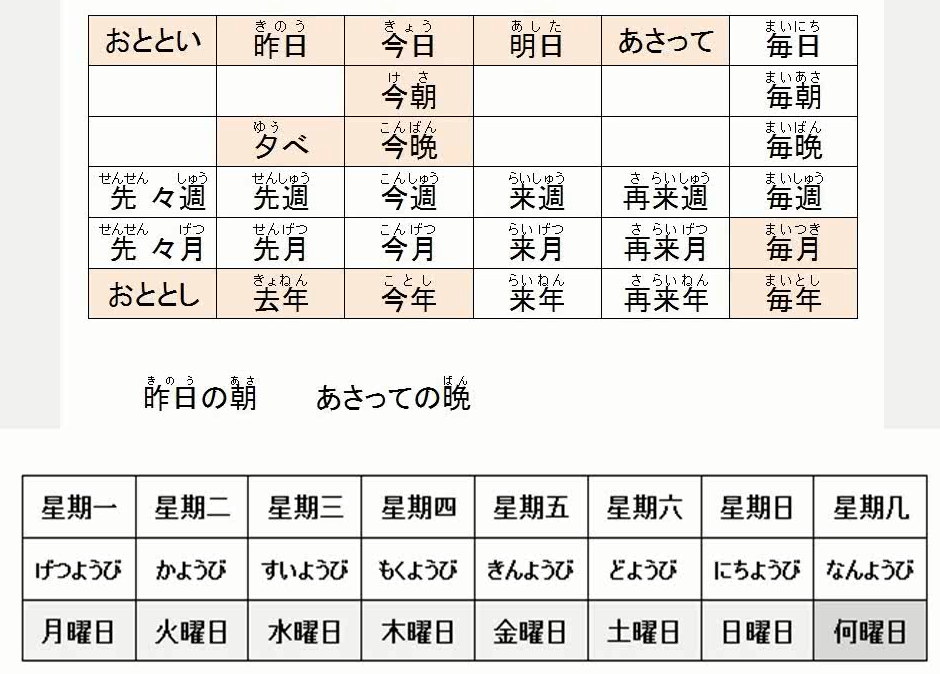 きのう きょう あした まいにち
おととい 昨日 今日 明日 あさって 毎日
けさ まいあさ
今朝 毎朝
ゆう こんばん まいばん
夕べ 今晩 毎晩
せんせんしゅう せんしゅう こんしゅう らいしゅう さらいしゅう まいしゅう
先々週 先週 今週 来週 再来週 毎週
せんせんげつ せんげつ こんげつ らいげつ さらいげつ まいつき
先々月 先月 今月 来月 再来月 毎月
きょねん ことし らいねん さらいねん まいとし
おととし 去年 今年 来年 再来年 毎年
きのう あさ ばん
昨日の朝 あさっての晩
星期一 星期二 星期三 星期四 星期五 星期六 星期日 星期几
げつようび かようび すいようび もくようび きんようび どようび にちようび なんようび
月曜日 火曜日 水曜日 木曜日 金曜日 土曜日 日曜日 何曜日